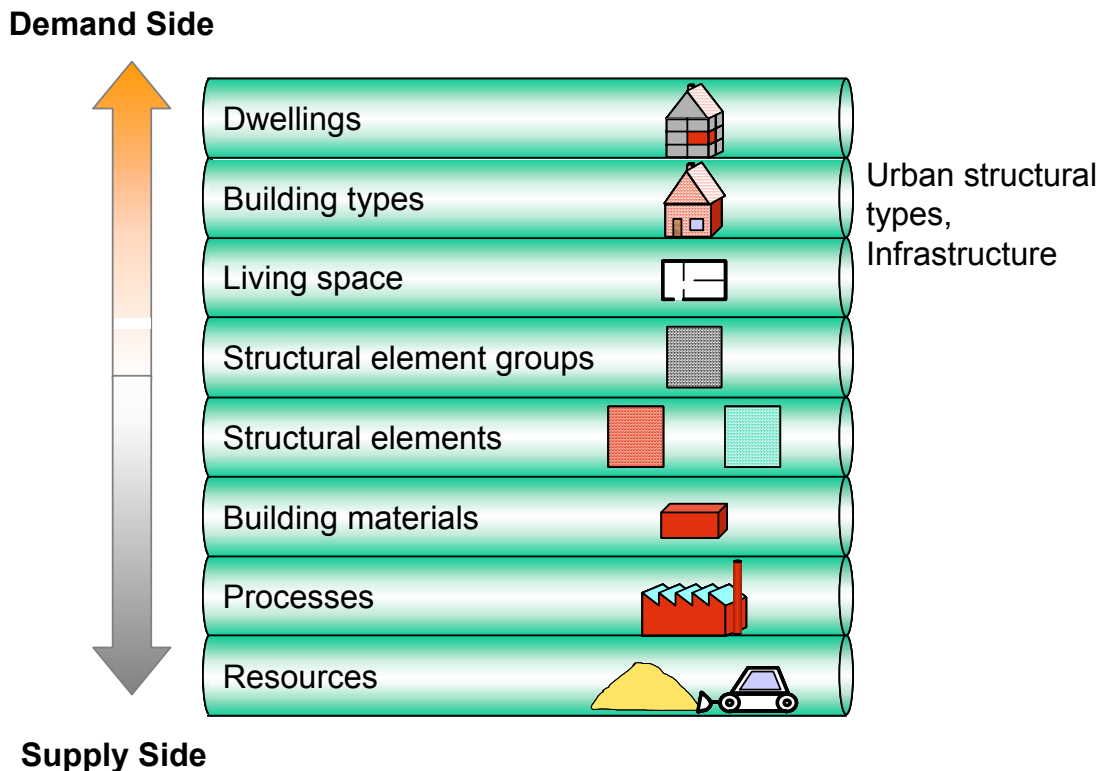 Demand Side
Dwellings
Building types
Urban structural
types,
Infrastructure
Living space
Structural element groups
Structural elements
Building materials
Processes
Resources
Supply Side